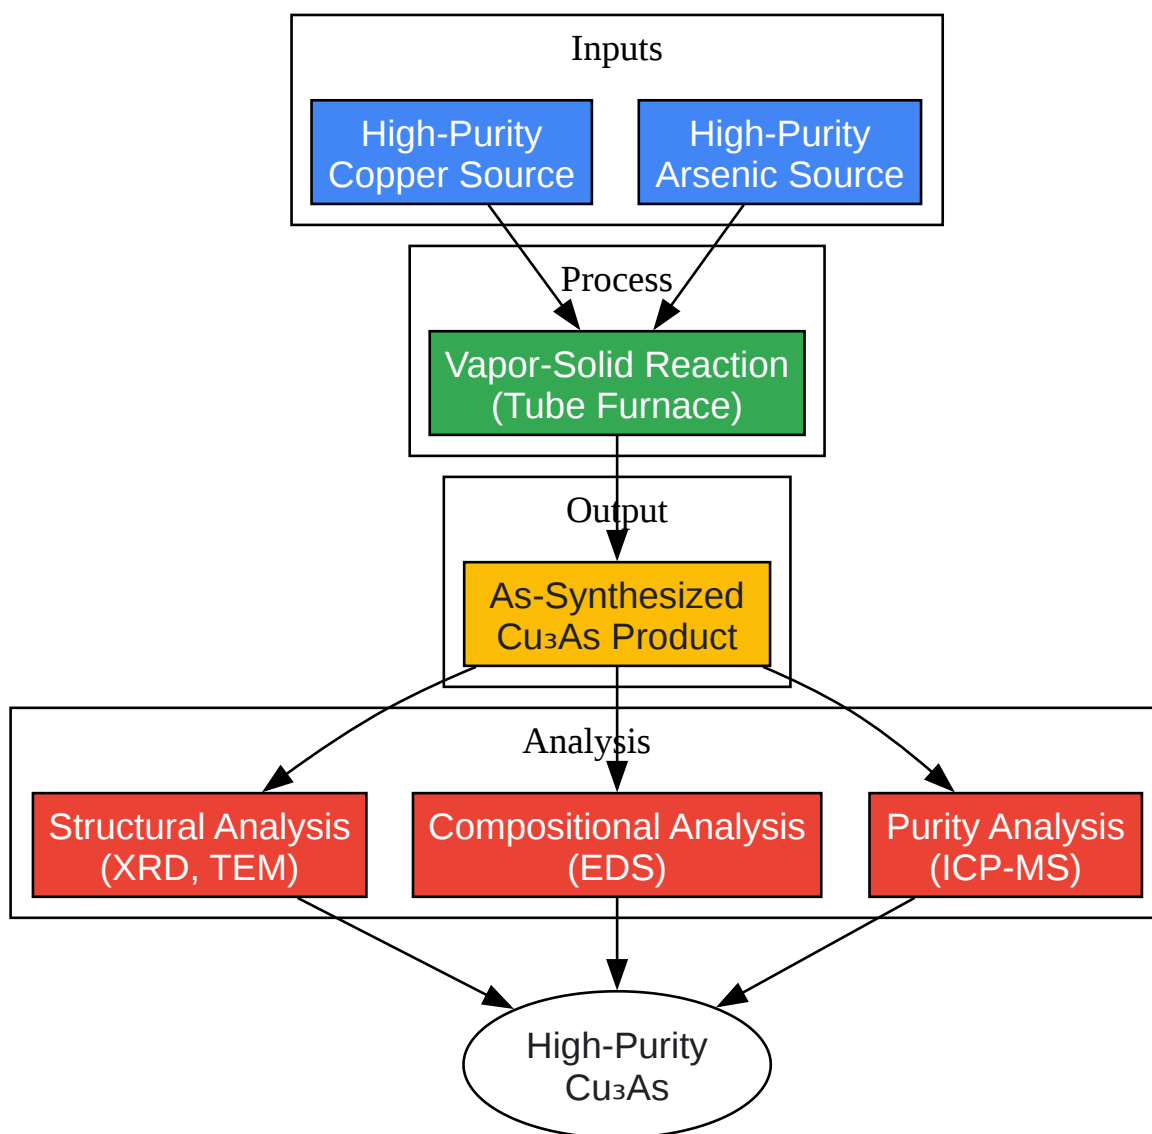 Inputs
High-Purity
Copper Source
High-Purity
Arsenic Source
Process
Vapor-Solid Reaction
(Tube Furnace)
Output
As-Synthesized
Cu₃As Product
Analysis
Structural Analysis
(XRD, TEM)
Compositional Analysis
(EDS)
Purity Analysis
(ICP-MS)
High-Purity
Cu₃As